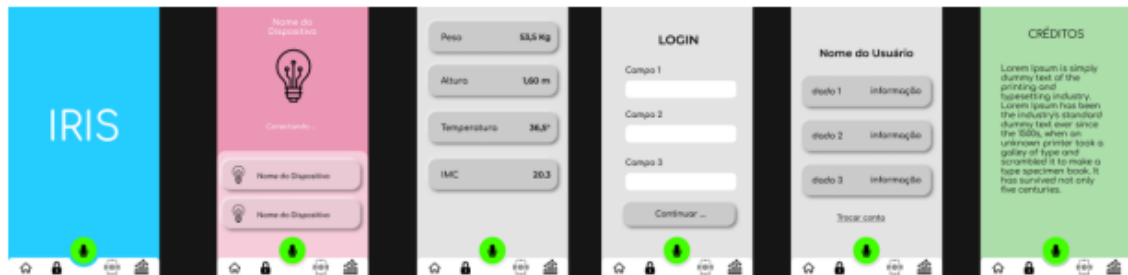 IRIS
Nome do
Dispositivo
Conectando ...
Nome do Dispositivo
Nome do Dispositivo
Peso 53,5 Kg
Altura 1,60 m
Temperatura 36,5°
IMC 20.3
LOGIN
Campo 1
Campo 2
Campo 3
Continuar ...
Nome do Usuário
dado 1 informação
dado 2 informação
dado 3 informação
Trocar conta
CRÉDITOS
Lorem Ipsum is simply
dummy text of the
printing and
typesetting industry.
Lorem Ipsum has been
the industry's standard
dummy text ever since
the 1500s, when an
unknown printer took a
galley of type and
scrambled it to make a
type specimen book. It
has survived not only
five centuries.